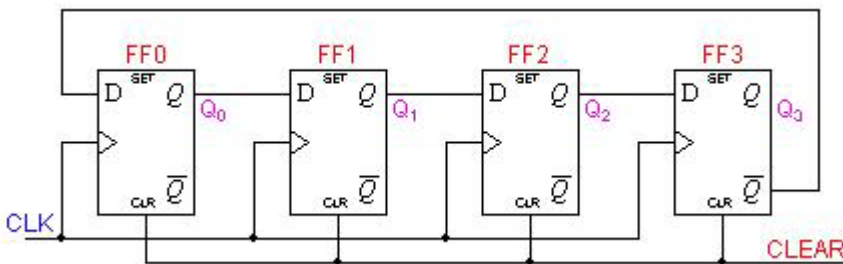 FF0 FF1 FF2 FF3
SET SET SET SET
D Q D Q D Q D Q
Q₀ Q₁ Q₂ Q₃
Q̅ Q̅ Q̅ Q̅
CLR CLR CLR CLR
CLK
CLEAR